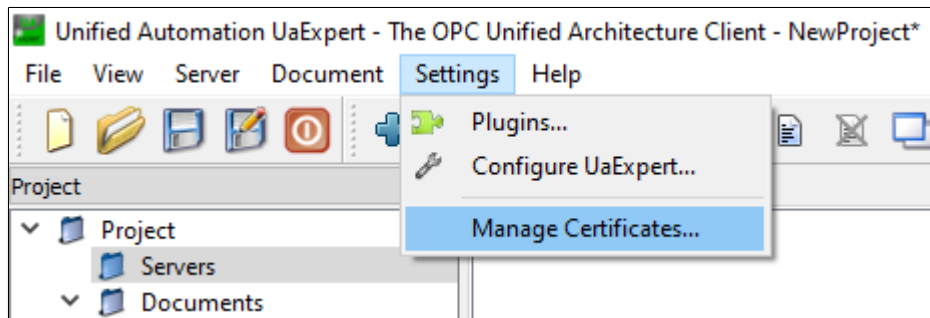 Unified Automation UaExpert - The OPC Unified Architecture Client - NewProject*
File View Server Document Settings Help
Plugins...
Configure UaExpert...
Manage Certificates...
Project
Project
Servers
Documents